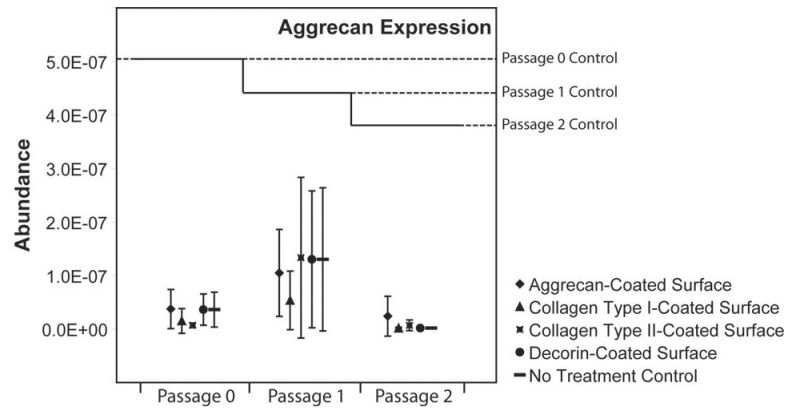 Aggrecan Expression
5.0E-07
4.0E-07
3.0E-07
2.0E-07
1.0E-07
0.0E+00
Abundance
Passage 0 Control
Passage 1 Control
Passage 2 Control
Passage 0
Passage 1
Passage 2
Aggrecan-Coated Surface
Collagen Type I-Coated Surface
Collagen Type II-Coated Surface
Decorin-Coated Surface
No Treatment Control